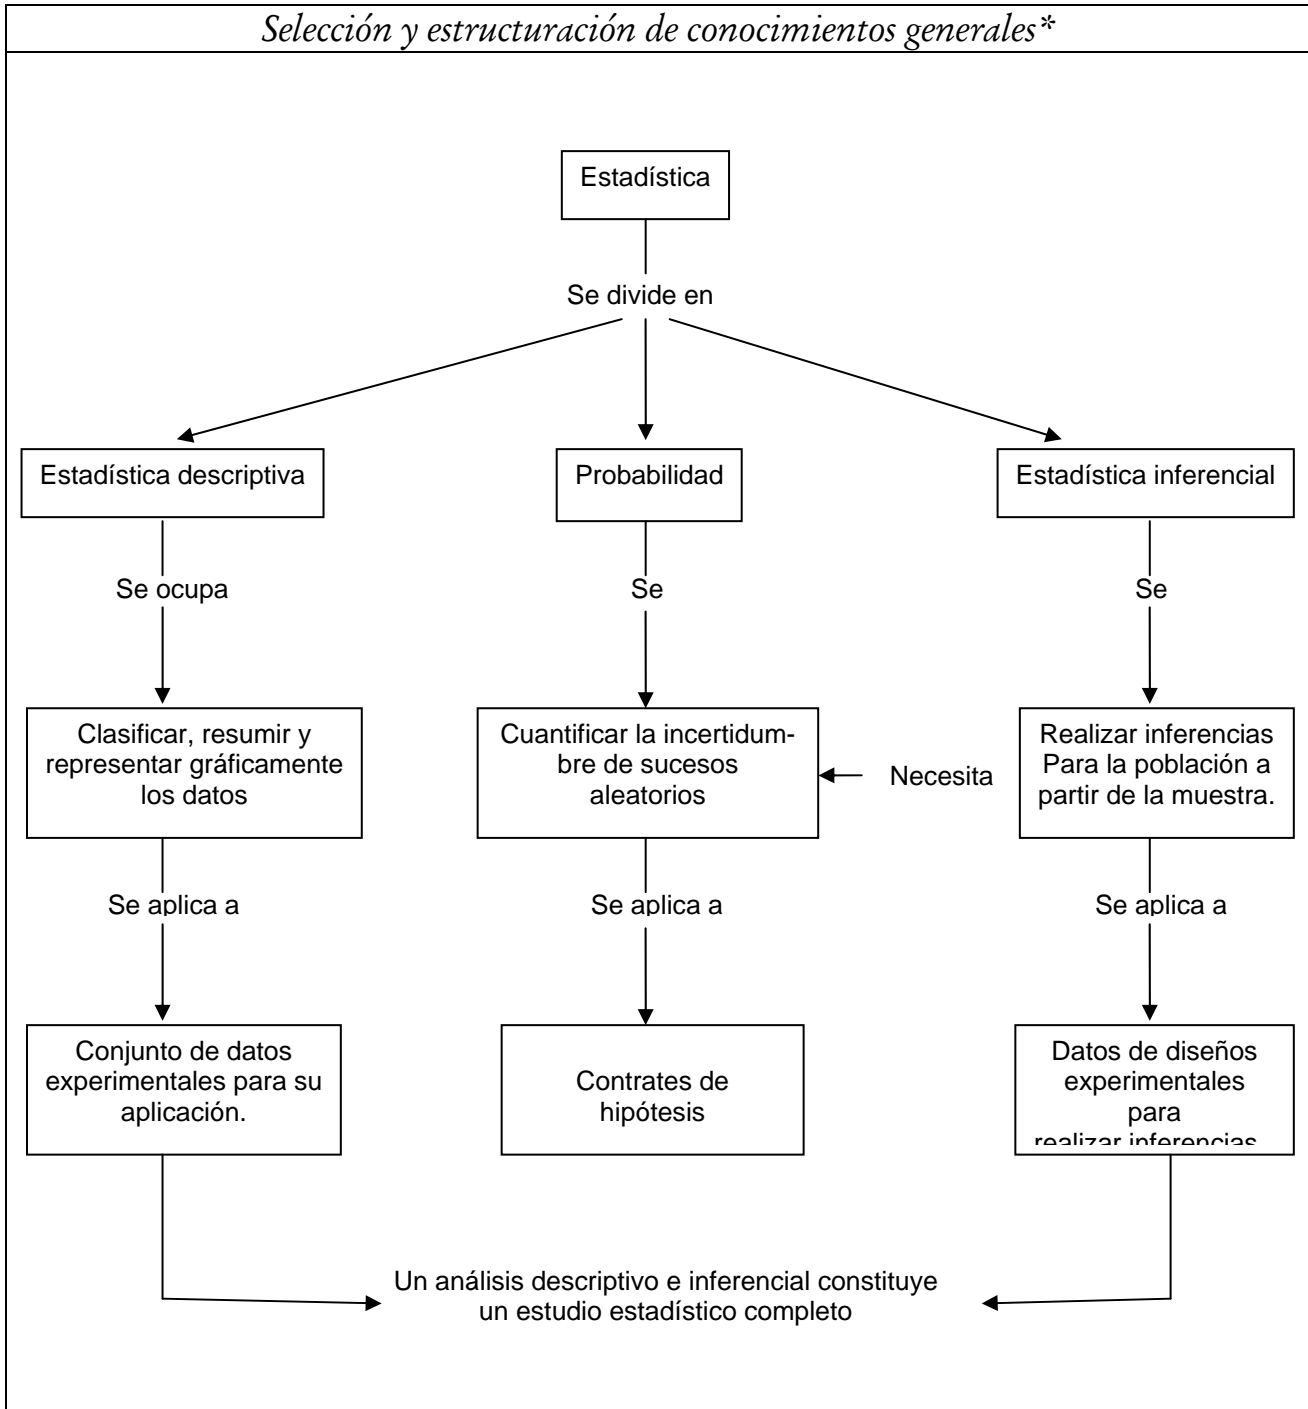 Selección y estructuración de conocimientos generales*
Estadística
Se divide en
Estadística descriptiva
Probabilidad
Estadística inferencial
Se ocupa
Se
Se
Clasificar, resumir y
representar gráficamente
los datos
Cuantificar la incertidum-
bre de sucesos
aleatorios
Necesita
Realizar inferencias
Para la población a
partir de la muestra.
Se aplica a
Se aplica a
Se aplica a
Conjunto de datos
experimentales para su
aplicación.
Contrates de
hipótesis
Datos de diseños
experimentales
para
realizar inferencias
Un análisis descriptivo e inferencial constituye
un estudio estadístico completo